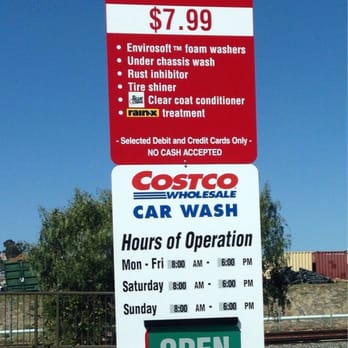 $7.99
• Envirosoft™ foam washers
• Under chassis wash
• Rust inhibitor
• Tire shiner
• Clear coat conditioner
• rain-x treatment
- Selected Debit and Credit Cards Only -
NO CASH ACCEPTED
COSTCO
WHOLESALE
CAR WASH
Hours of Operation
Mon - Fri 8:00 AM - 6:00 PM
Saturday 8:00 AM - 6:00 PM
Sunday 8:00 AM - 6:00 PM
OPEN